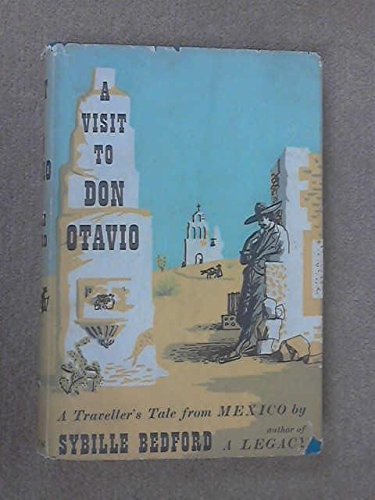 A
VISIT
TO
DON
OTAVIO
A Traveller's Tale from MEXICO by
author of
SYBILLE BEDFORD A LEGACY